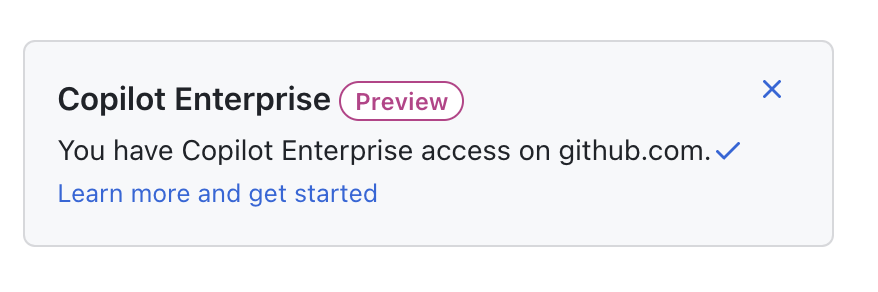 Copilot Enterprise Preview
You have Copilot Enterprise access on github.com.
Learn more and get started